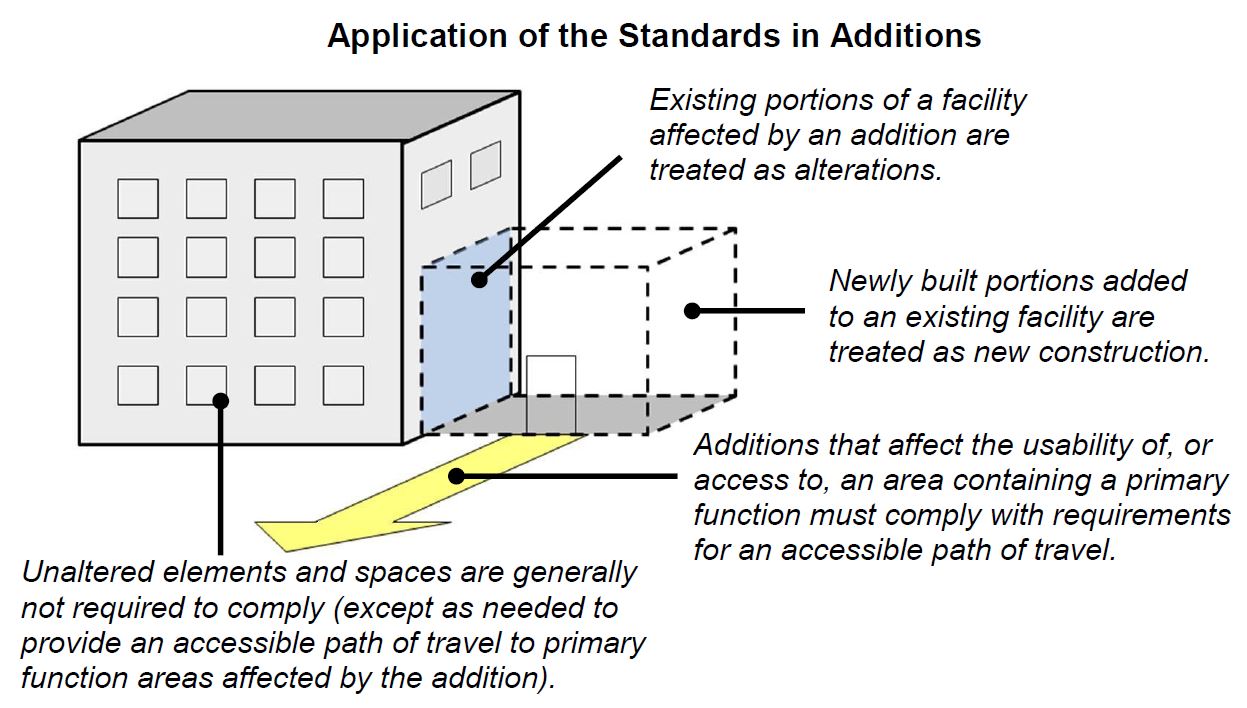 Application of the Standards in Additions
Existing portions of a facility
affected by an addition are
treated as alterations.
Newly built portions added
to an existing facility are
treated as new construction.
Additions that affect the usability of, or
access to, an area containing a primary
function must comply with requirements
for an accessible path of travel.
Unaltered elements and spaces are generally
not required to comply (except as needed to
provide an accessible path of travel to primary
function areas affected by the addition).